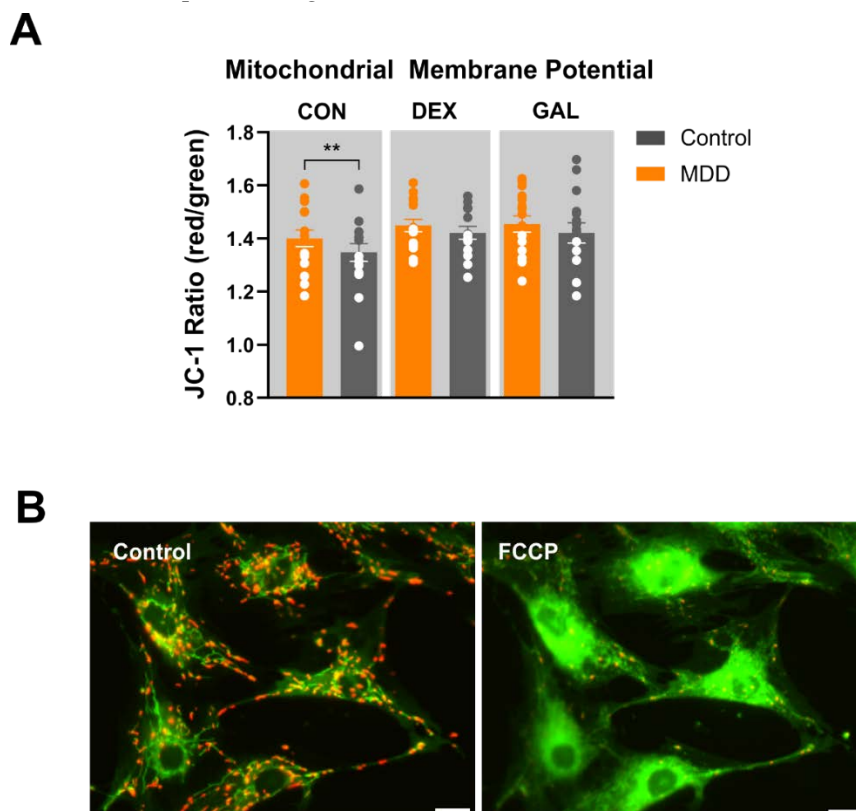 A
Mitochondrial Membrane Potential
CON DEX GAL
JC-1 Ratio (red/green)
1.8
1.6
1.4
1.2
1.0
0.8
**
Control
MDD
B
Control
FCCP